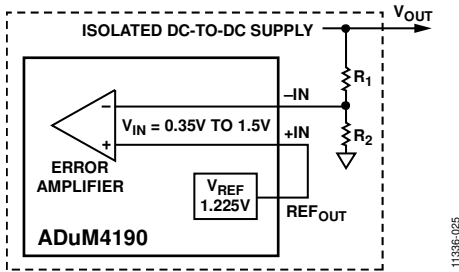 ISOLATED DC-TO-DC SUPPLY
VOUT
R1
–IN
−
VIN = 0.35V TO 1.5V
+IN
R2
+
ERROR
AMPLIFIER
VREF
1.225V
REFOUT
ADuM4190
11336-025